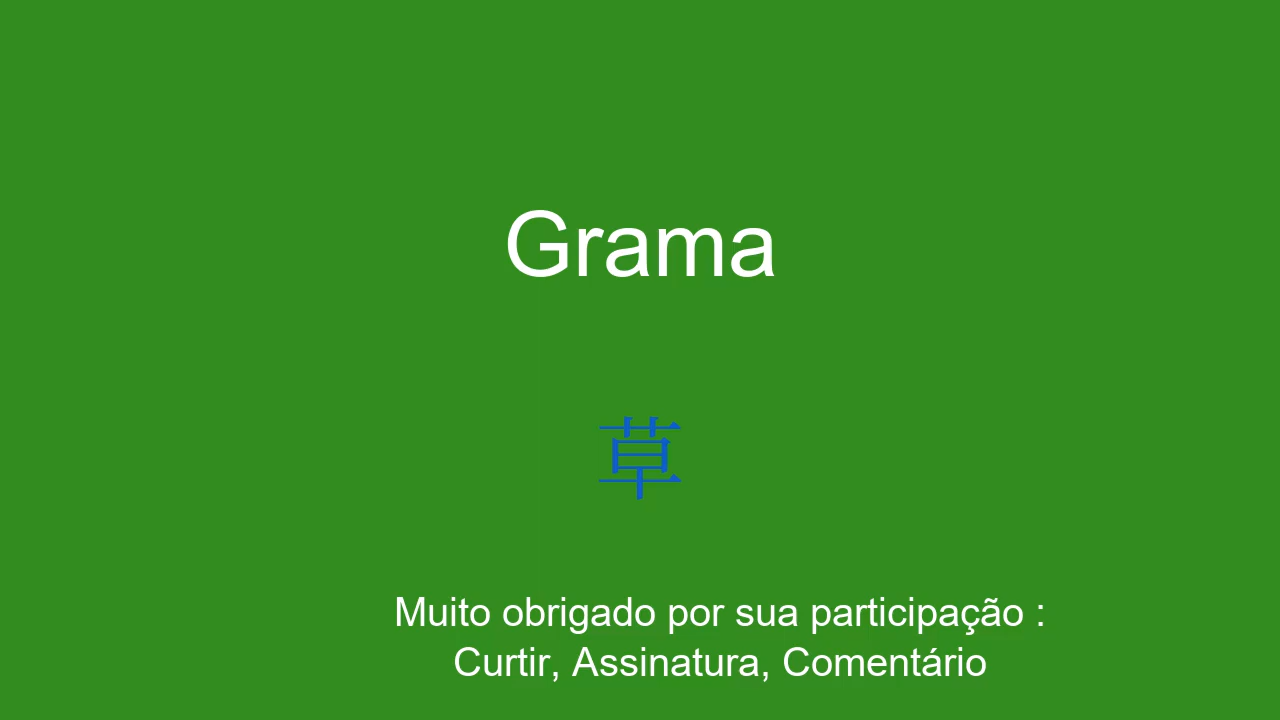 Grama
草
Muito obrigado por sua participação :
Curtir, Assinatura, Comentário